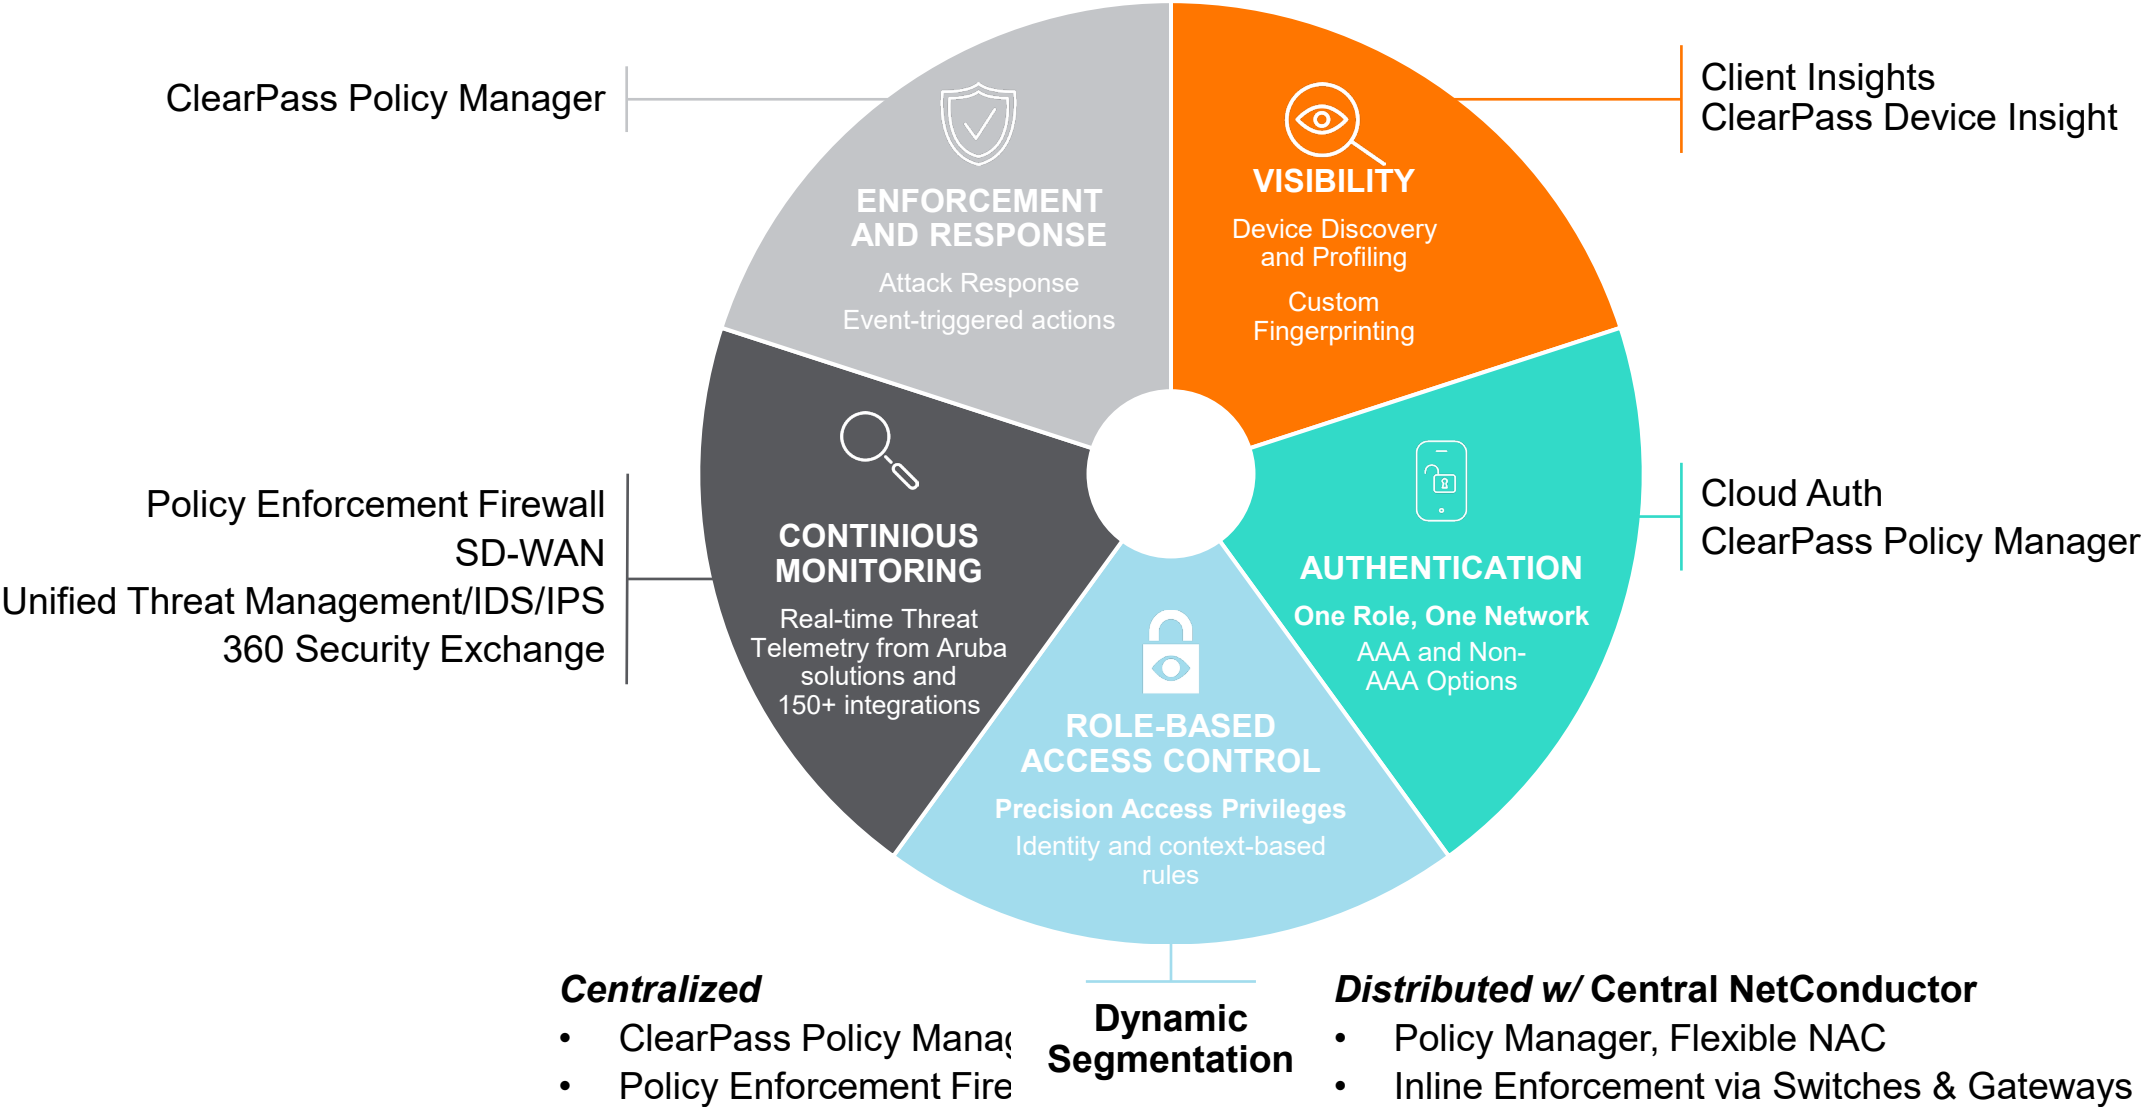 ClearPass Policy Manager
ENFORCEMENT
AND RESPONSE
Attack Response
Event-triggered actions
VISIBILITY
Device Discovery
and Profiling
Custom
Fingerprinting
Client Insights
ClearPass Device Insight
Policy Enforcement Firewall
SD-WAN
Unified Threat Management/IDS/IPS
360 Security Exchange
CONTINIOUS
MONITORING
Real-time Threat
Telemetry from Aruba
solutions and
150+ integrations
AUTHENTICATION
One Role, One Network
AAA and Non-
AAA Options
Cloud Auth
ClearPass Policy Manager
ROLE-BASED
ACCESS CONTROL
Precision Access Privileges
Identity and context-based
rules
Centralized
• ClearPass Policy Manag
• Policy Enforcement Fire
Dynamic
Segmentation
Distributed w/ Central NetConductor
• Policy Manager, Flexible NAC
• Inline Enforcement via Switches & Gateways